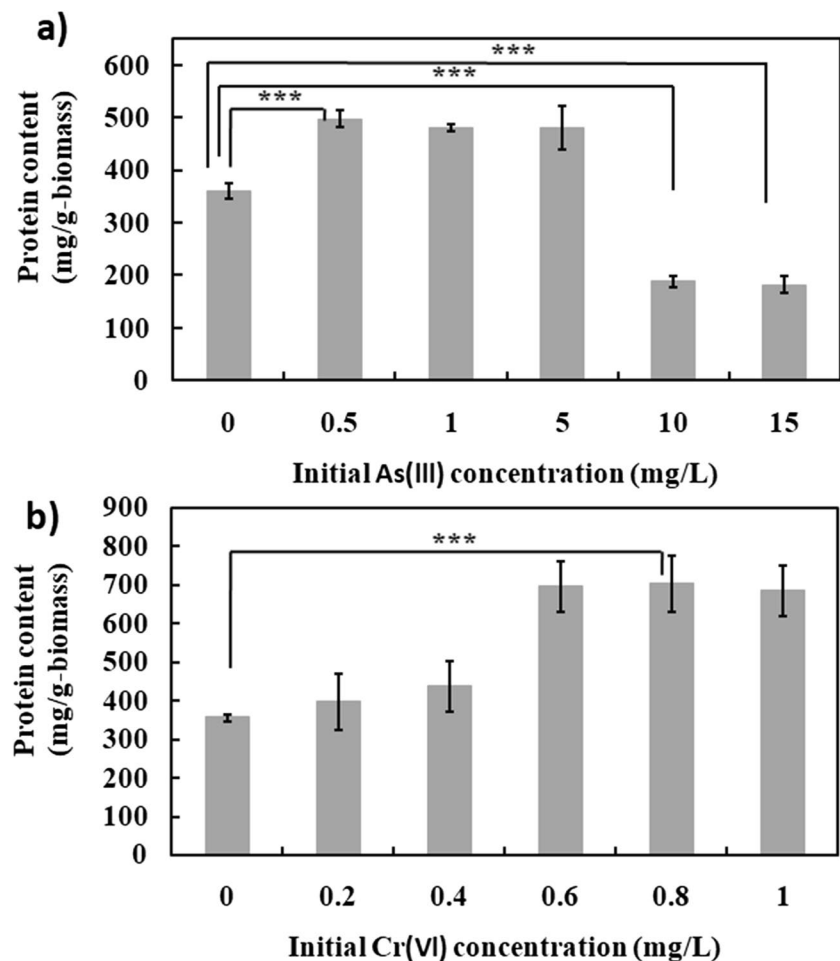 a)
***
***
***
600
500
400
300
200
100
0
Protein content
(mg/g-biomass)
0 0.5 1 5 10 15
Initial As(III) concentration (mg/L)
b)
***
900
800
700
600
500
400
300
200
100
0
Protein content
(mg/g-biomass)
0 0.2 0.4 0.6 0.8 1
Initial Cr(VI) concentration (mg/L)